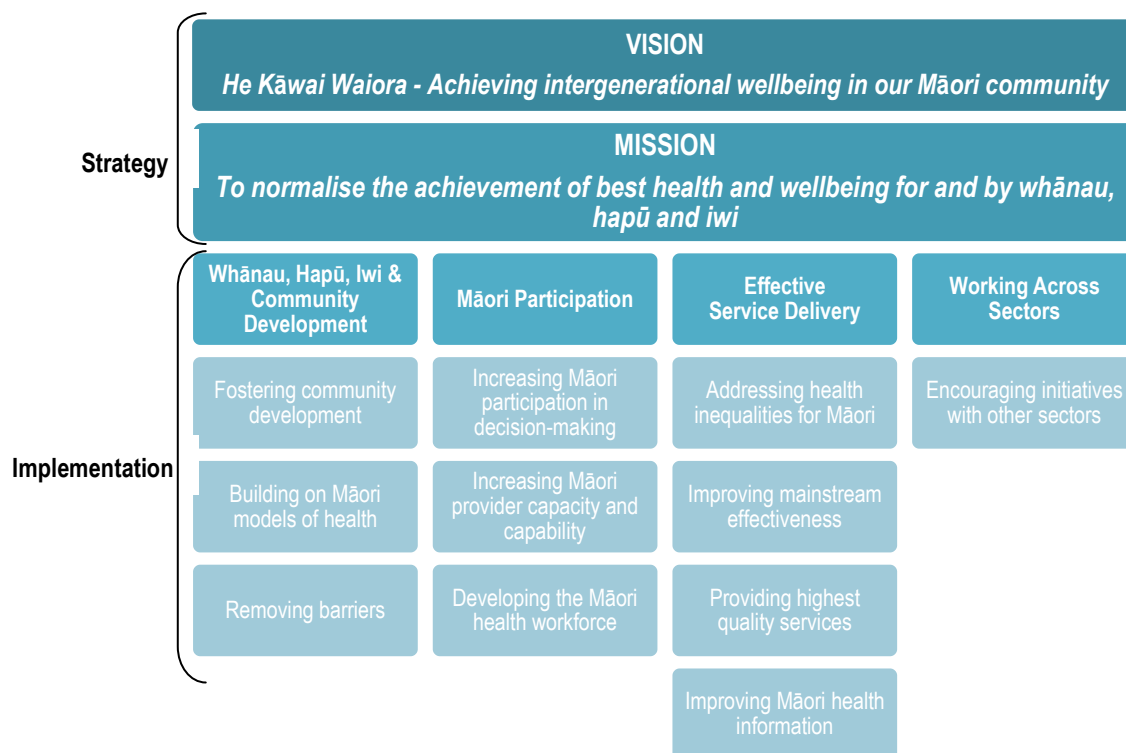 VISION
He Kāwai Waiora - Achieving intergenerational wellbeing in our Māori community
Strategy
MISSION
To normalise the achievement of best health and wellbeing for and by whānau,
hapū and iwi
Implementation
Whānau, Hapū, Iwi &
Community
Development
Fostering community
development
Building on Māori
models of health
Removing barriers
Māori Participation
Increasing Māori
participation in
decision-making
Increasing Māori
provider capacity and
capability
Developing the Māori
health workforce
Effective
Service Delivery
Addressing health
inequalities for Māori
Improving mainstream
effectiveness
Providing highest
quality services
Improving Māori health
information
Working Across
Sectors
Encouraging initiatives
with other sectors